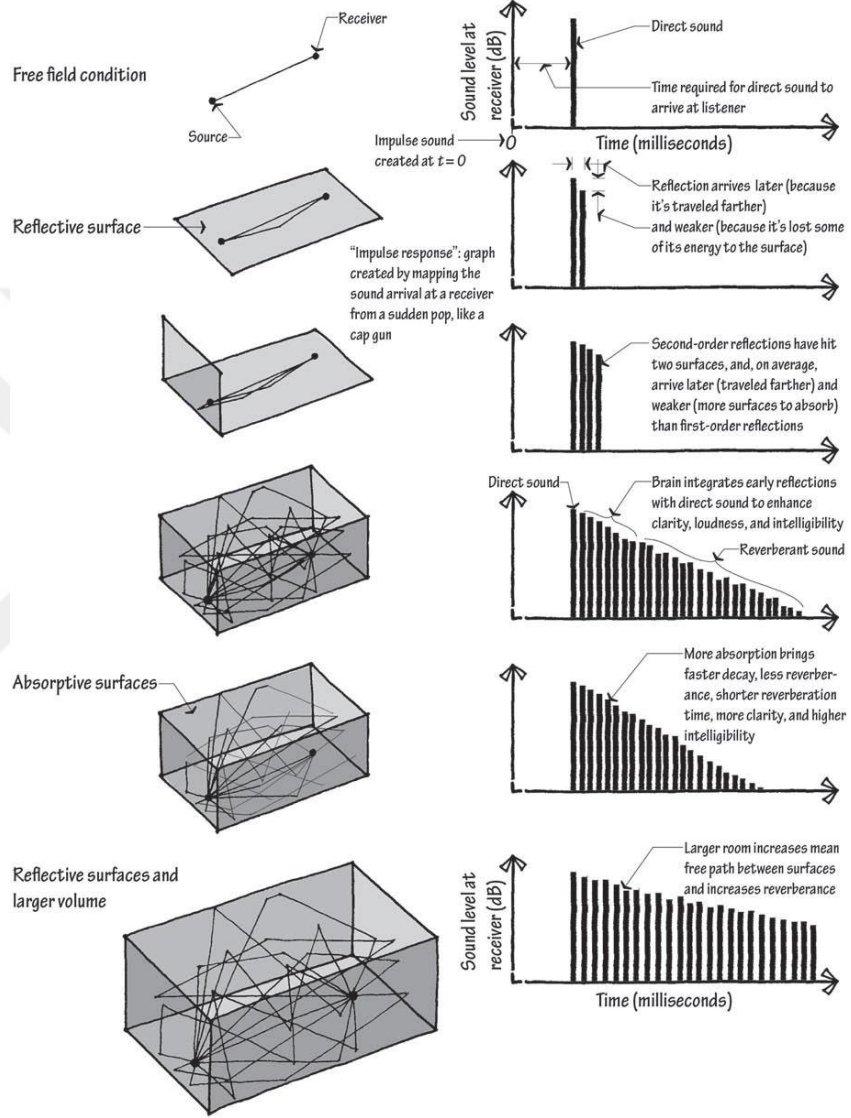 Free field condition
Receiver
Source
Sound level at
receiver (dB)
Direct sound
Time required for direct sound to
arrive at listener
Impulse sound
created at t = 0
0
Time (milliseconds)
Reflective surface
"Impulse response": graph
created by mapping the
sound arrival at a receiver
from a sudden pop, like a
cap gun
Reflection arrives later (because
it's traveled farther)
and weaker (because it's lost some
of its energy to the surface)
Second-order reflections have hit
two surfaces, and, on average,
arrive later (traveled farther) and
weaker (more surfaces to absorb)
than first-order reflections
Direct sound
Brain integrates early reflections
with direct sound to enhance
clarity, loudness, and intelligibility
Reverberant sound
Absorptive surfaces
More absorption brings
faster decay, less reverber-
ance, shorter reverberation
time, more clarity, and higher
intelligibility
Reflective surfaces and
larger volume
Sound level at
receiver (dB)
Larger room increases mean
free path between surfaces
and increases reverberance
Time (milliseconds)